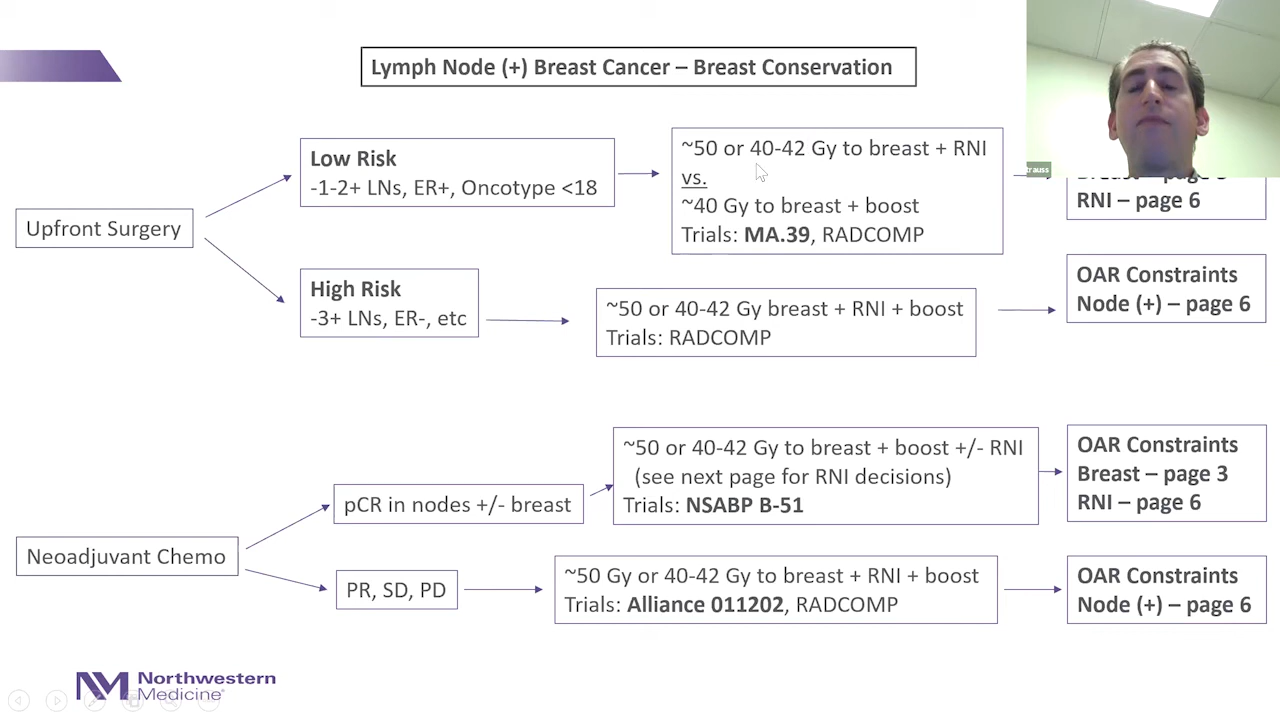 Lymph Node (+) Breast Cancer – Breast Conservation
Upfront Surgery
Low Risk
-1-2+ LNs, ER+, Oncotype <18
~50 or 40-42 Gy to breast + RNI
vs.
~40 Gy to breast + boost
Trials: MA.39, RADCOMP
trauss
RNI – page 6
High Risk
-3+ LNs, ER-, etc
~50 or 40-42 Gy breast + RNI + boost
Trials: RADCOMP
OAR Constraints
Node (+) – page 6
Neoadjuvant Chemo
pCR in nodes +/- breast
~50 or 40-42 Gy to breast + boost +/- RNI
(see next page for RNI decisions)
Trials: NSABP B-51
OAR Constraints
Breast – page 3
RNI – page 6
PR, SD, PD
~50 Gy or 40-42 Gy to breast + RNI + boost
Trials: Alliance 011202, RADCOMP
OAR Constraints
Node (+) – page 6
NM Northwestern
Medicine®